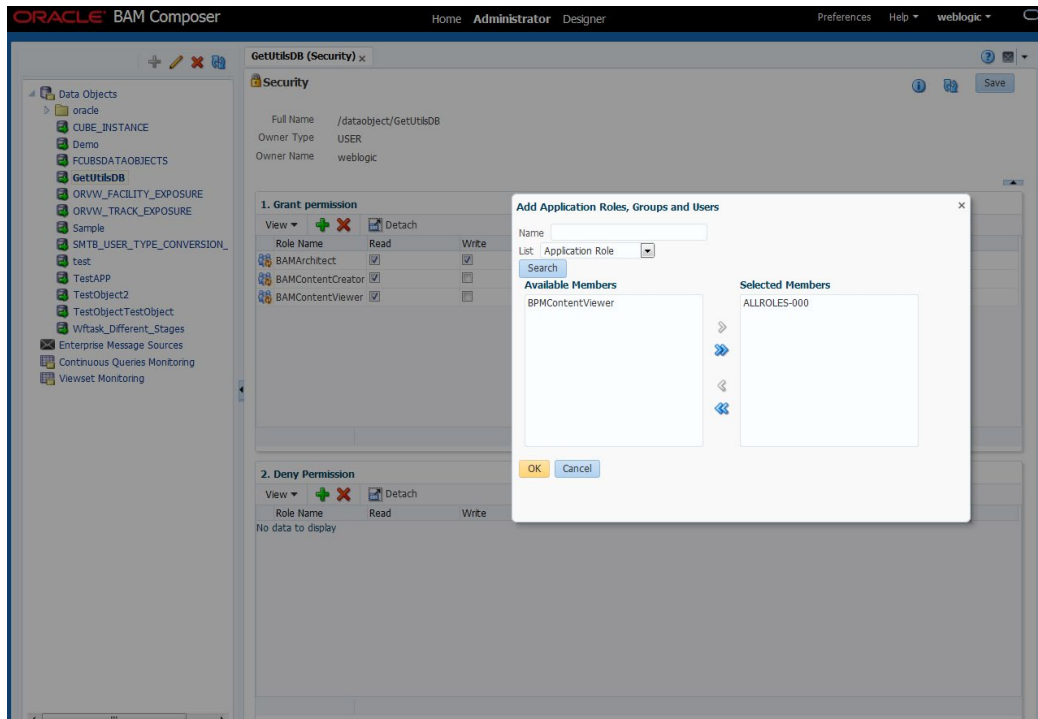 ORACLE BAM Composer
Home Administrator Designer
Preferences Help weblogic
GetUtilsDB (Security) x
Data Objects
oracle
CUBE_INSTANCE
Demo
FCUBSDATAOBJECTS
GetUtilsDB
ORVW_FACILITY_EXPOSURE
ORVW_TRACK_EXPOSURE
Sample
SMTB_USER_TYPE_CONVERSION_
test
TestAPP
TestObject2
TestObjectTestObject
Wftask_Different_Stages
Enterprise Message Sources
Continuous Queries Monitoring
Viewset Monitoring
Security
Save
Full Name /dataobject/GetUtilsDB
Owner Type USER
Owner Name weblogic
1. Grant permission
View Detach
Role Name Read Write
BAMArchitect
BAMContentCreator
BAMContentViewer
2. Deny Permission
View Detach
Role Name Read Write
No data to display
Add Application Roles, Groups and Users
Name
List Application Role
Search
Available Members Selected Members
BPMContentViewer ALLROLES-000
OK Cancel